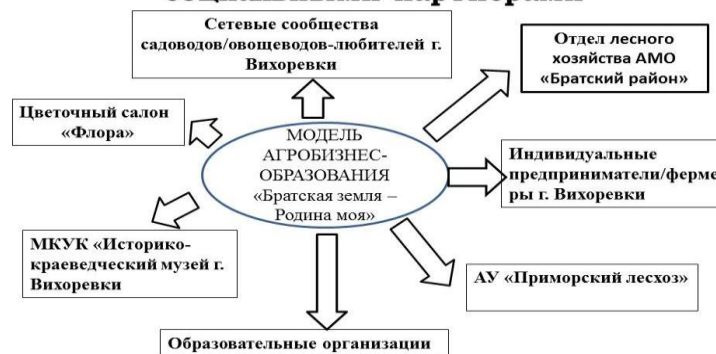 Сетевые сообщества
садоводов/овощеводов-любителей г.
Вихоревки
Отдел лесного
хозяйства АМО
«Братский район»
Цветочный салон
«Флора»
МОДЕЛЬ
АГРОБИЗНЕС-
ОБРАЗОВАНИЯ
«Братская земля –
Родина моя»
Индивидуальные
предприниматели/ферме
ры г. Вихоревки
МКУК «Историко-
краеведческий музей г.
Вихоревки
АУ «Приморский лесхоз»
Образовательные организации